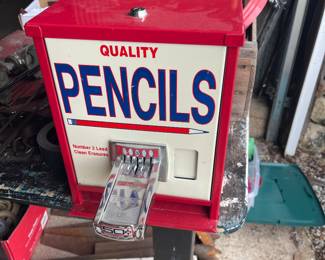 QUALITY
PENCILS
Number 2 Lead
Clean Erasures